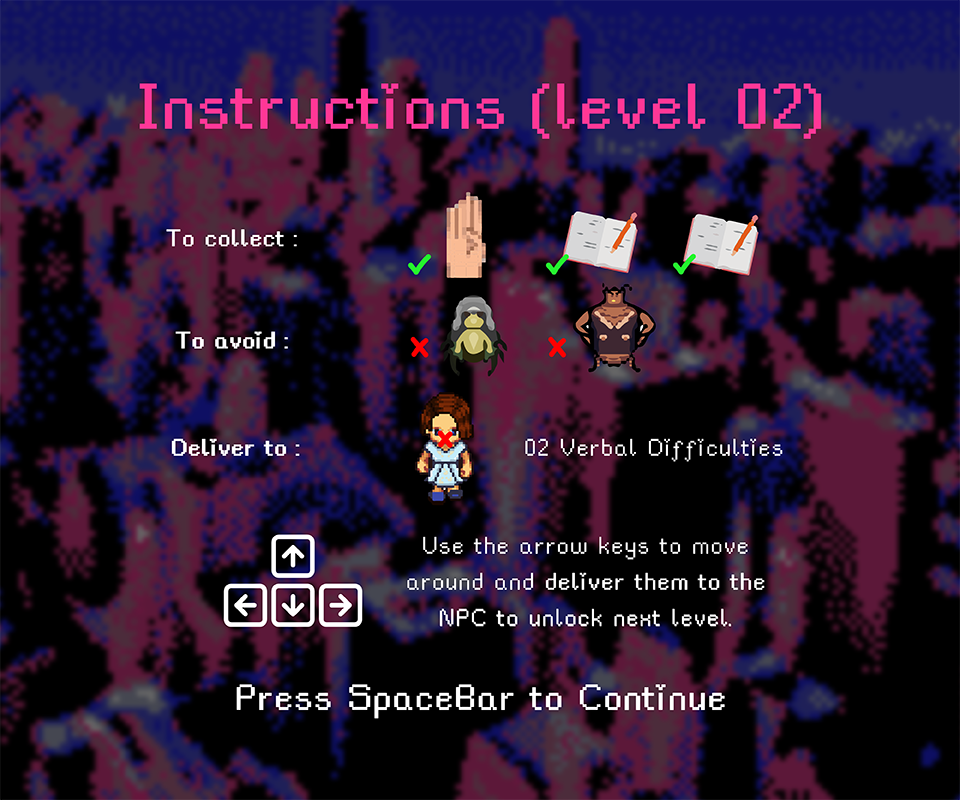 Instructions (level 02)
To collect :
To avoid :
Deliver to :
02 Verbal Difficulties
Use the arrow keys to move
around and deliver them to the
NPC to unlock next level.
Press SpaceBar to Continue